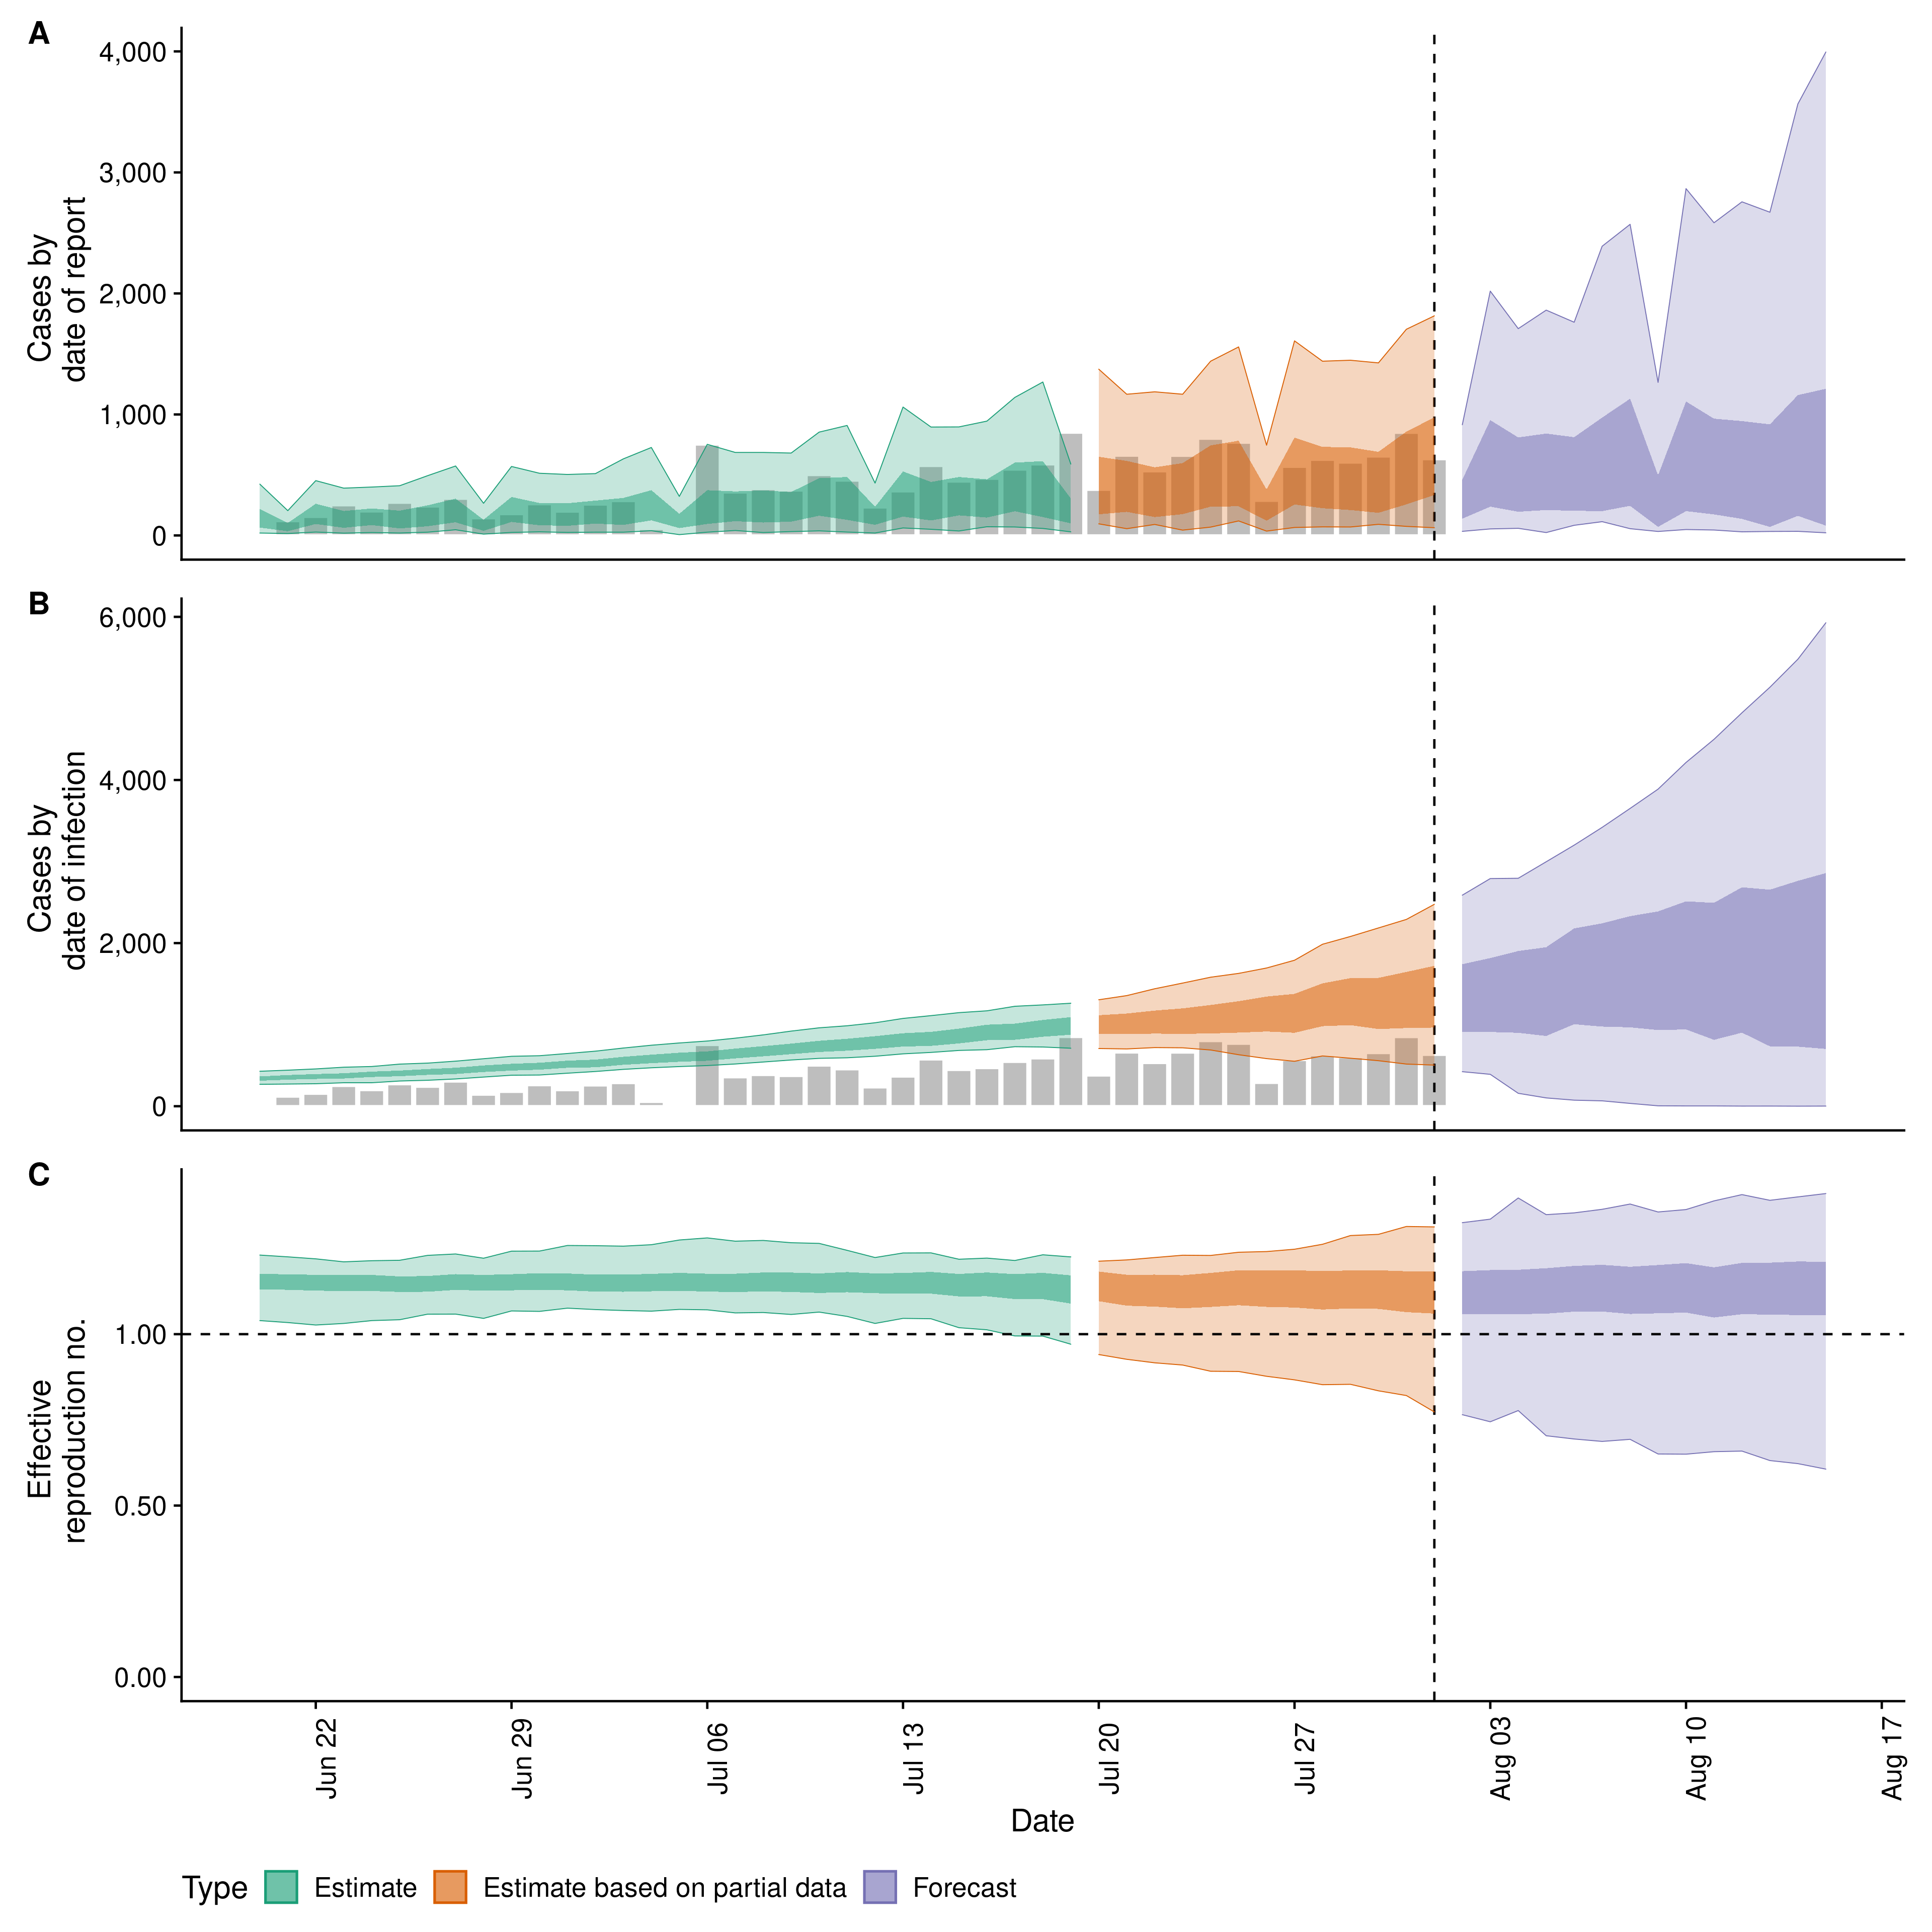 A
Cases by
date of report
4,000
3,000
2,000
1,000
0
B
Cases by
date of infection
6,000
4,000
2,000
0
C
Effective
reproduction no.
1.00
0.50
0.00
Jun 22
Jun 29
Jul 06
Jul 13
Jul 20
Jul 27
Aug 03
Aug 10
Aug 17
Date
Type Estimate Estimate based on partial data Forecast